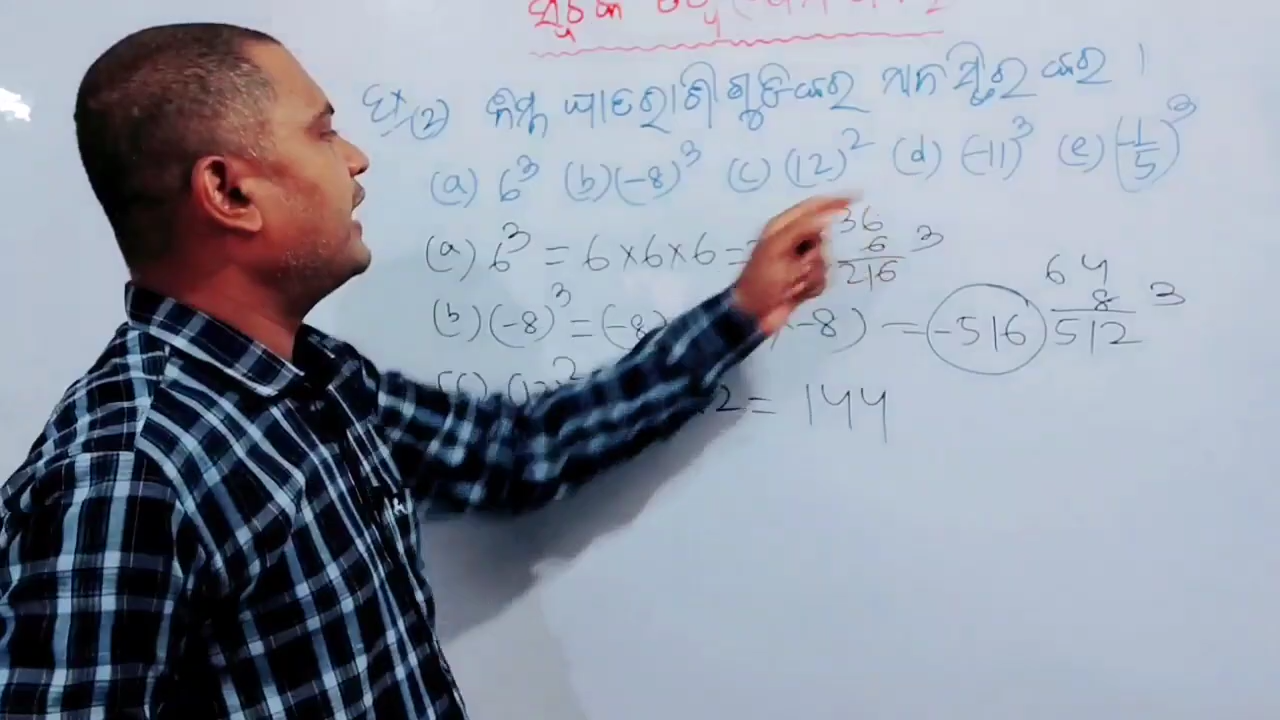 ପ୍ର(୬) ନିମ୍ନ ଘାତରାଶି ଗୁଡିକର ମାନ ସ୍ଥିର କର ।
(a) 6³ (b) (-8)³ (c) (12)² (d) (-11)³ (e) (-1/5)³
(a) 6³ = 6×6×6 =
36
6 3
216
(b) (-8)³ = (-8) (-8) = -516
64
8 3
512
2 = 144